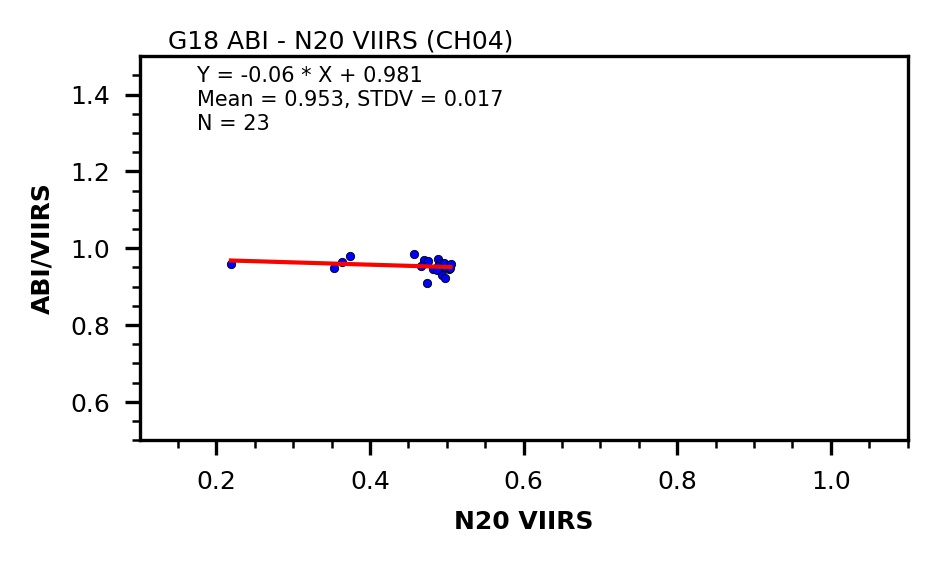 G18 ABI - N20 VIIRS (CH04)
Y = -0.06 * X + 0.981
Mean = 0.953, STDV = 0.017
N = 23
1.4
1.2
1.0
0.8
0.6
ABI/VIIRS
0.2 0.4 0.6 0.8 1.0
N20 VIIRS